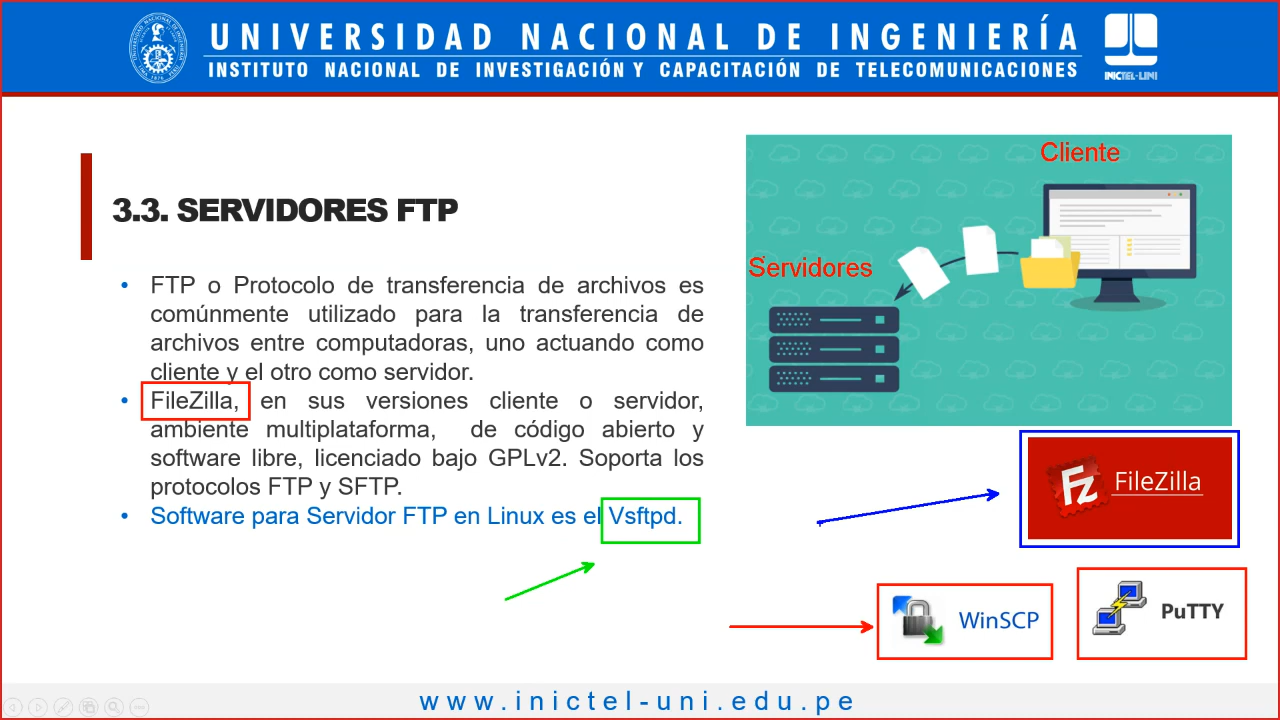 UNIVERSIDAD NACIONAL DE INGENIERÍA
INSTITUTO NACIONAL DE INVESTIGACIÓN Y CAPACITACIÓN DE TELECOMUNICACIONES
INICTEL-UNI
3.3. SERVIDORES FTP
• FTP o Protocolo de transferencia de archivos es
comúnmente utilizado para la transferencia de
archivos entre computadoras, uno actuando como
cliente y el otro como servidor.
• FileZilla, en sus versiones cliente o servidor,
ambiente multiplataforma, de código abierto y
software libre, licenciado bajo GPLv2. Soporta los
protocolos FTP y SFTP.
• Software para Servidor FTP en Linux es el Vsftpd.
Cliente
Servidores
Fz FileZilla
WinSCP
PuTTY
www.inictel-uni.edu.pe